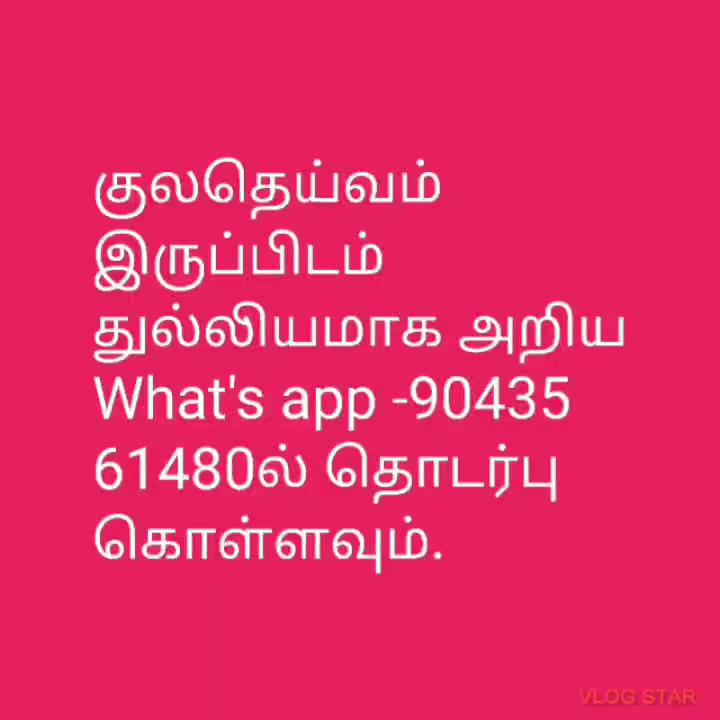 குலதெய்வம்
இருப்பிடம்
துல்லியமாக அறிய
What's app -90435
61480ல் தொடர்பு
கொள்ளவும்.
VLOG STAR